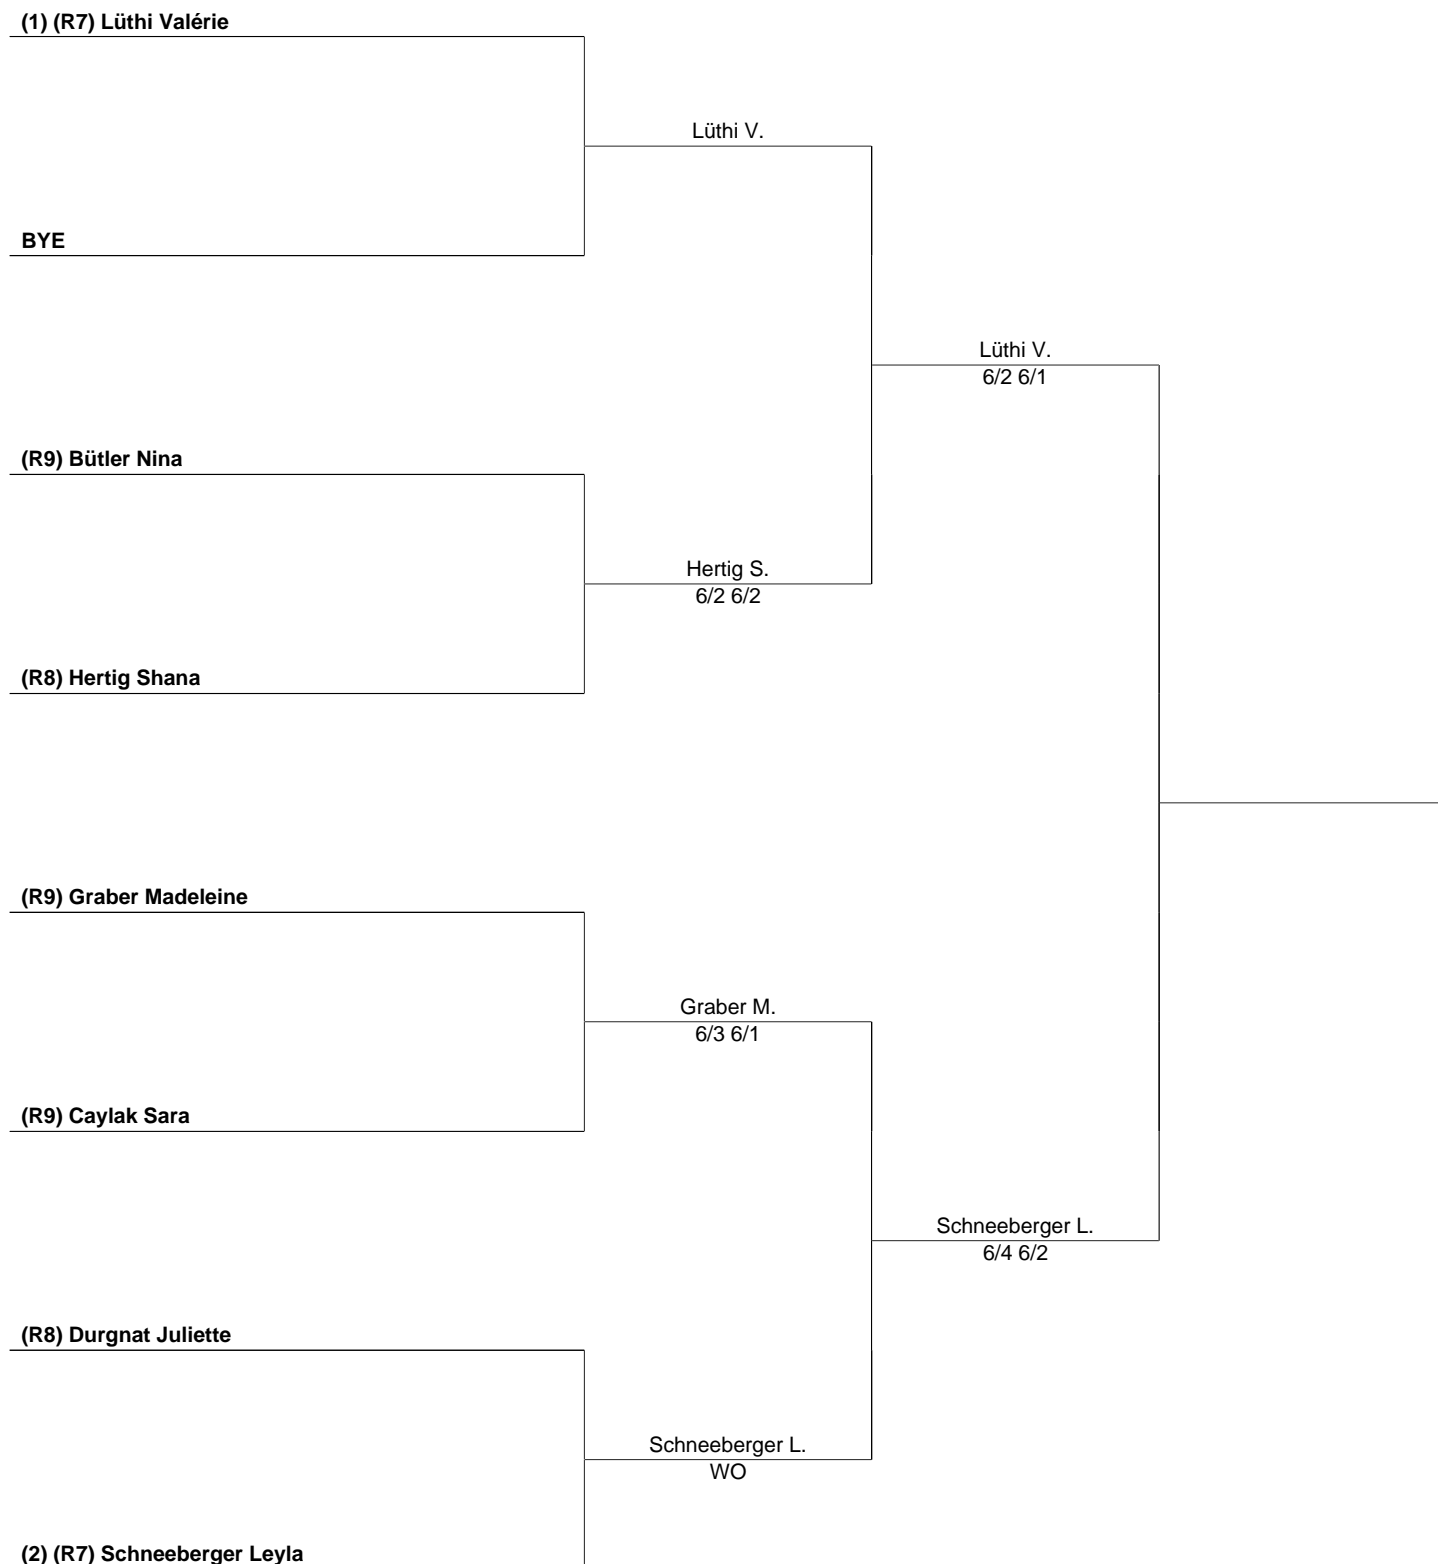 (1) (R7) Lüthi Valérie
Lüthi V.
BYE
Lüthi V.
6/2 6/1
(R9) Bütler Nina
Hertig S.
6/2 6/2
(R8) Hertig Shana
(R9) Graber Madeleine
Graber M.
6/3 6/1
(R9) Caylak Sara
Schneeberger L.
6/4 6/2
(R8) Durgnat Juliette
Schneeberger L.
WO
(2) (R7) Schneeberger Leyla